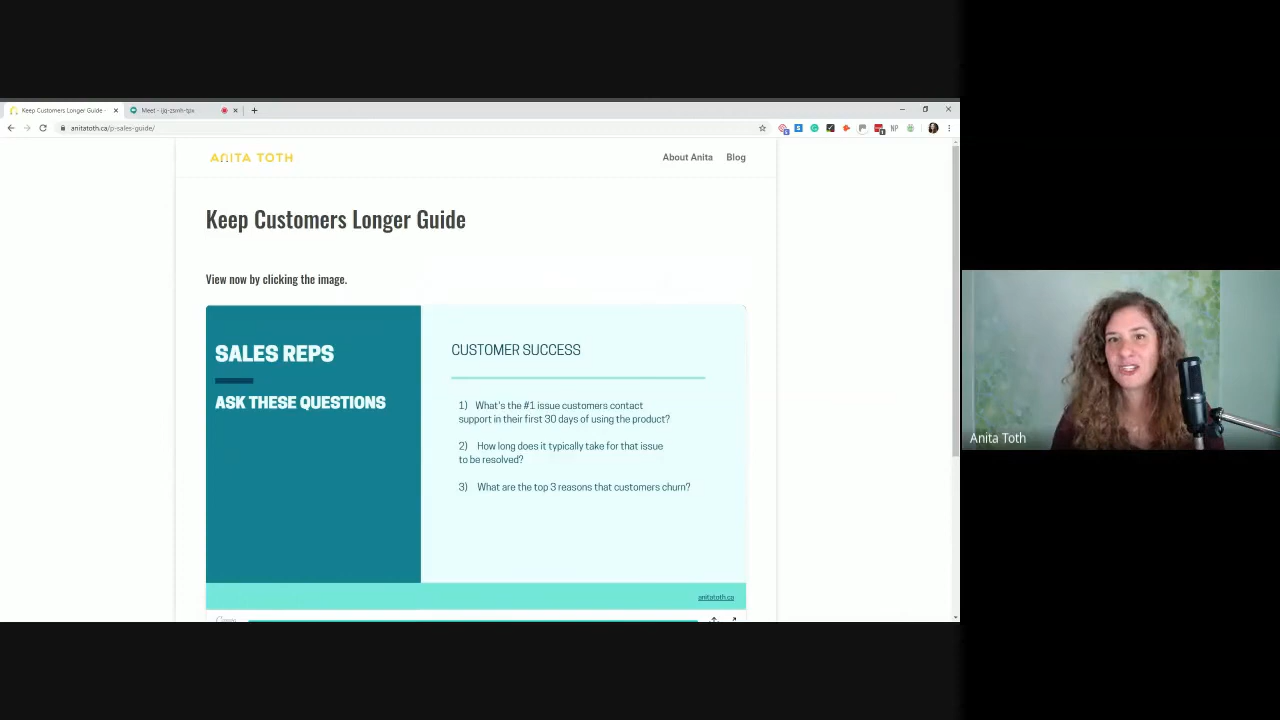 Keep Customers Longer Guide -
Meet - ijq-zsmh-tpx
anitatoth.ca/p-sales-guide/
NP
ANITA TOTH
About Anita
Blog
Keep Customers Longer Guide
View now by clicking the image.
SALES REPS
ASK THESE QUESTIONS
CUSTOMER SUCCESS
1) What's the #1 issue customers contact
support in their first 30 days of using the product?
2) How long does it typically take for that issue
to be resolved?
3) What are the top 3 reasons that customers churn?
anitatoth.ca
Anita Toth